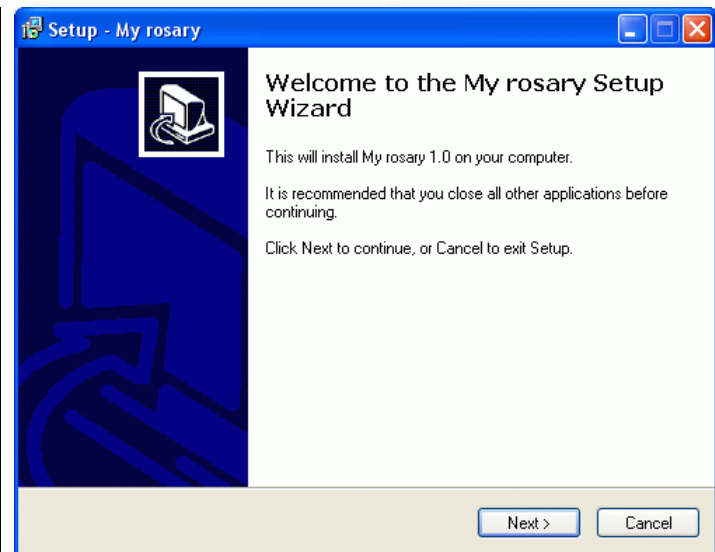 Setup - My rosary
Welcome to the My rosary Setup
Wizard
This will install My rosary 1.0 on your computer.
It is recommended that you close all other applications before
continuing.
Click Next to continue, or Cancel to exit Setup.
Next >
Cancel